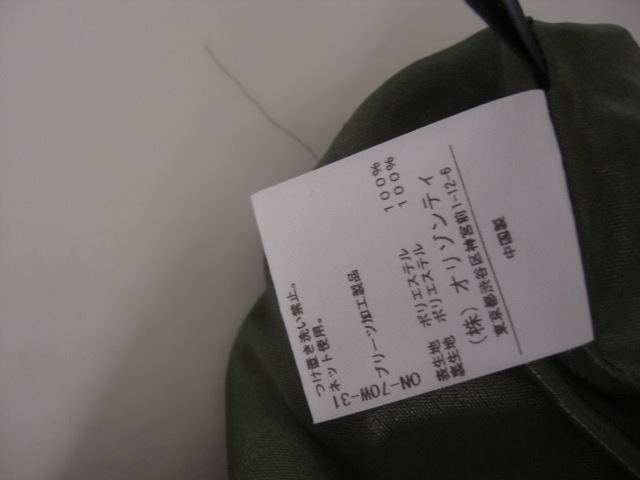 つけ置き洗い禁止。
ネット使用。
プリーツ加工製品
QN-70W-31
表生地 ポリエステル 100%
裏生地 ポリエステル 100%
(株) オリゾンティ
東京都渋谷区神宮前1-12-6
中国製